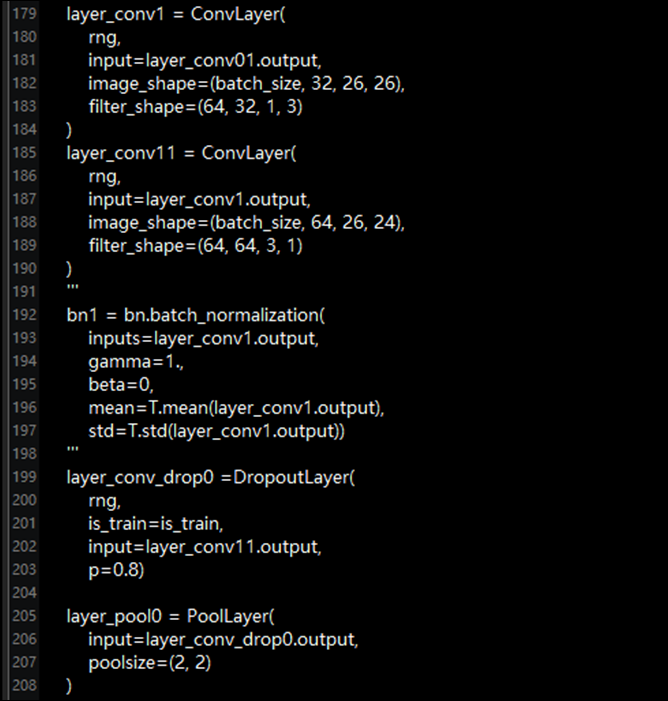 179 layer_conv1 = ConvLayer(
180     rng,
181     input=layer_conv01.output,
182     image_shape=(batch_size, 32, 26, 26),
183     filter_shape=(64, 32, 1, 3)
184 )
185 layer_conv11 = ConvLayer(
186     rng,
187     input=layer_conv1.output,
188     image_shape=(batch_size, 64, 26, 24),
189     filter_shape=(64, 64, 3, 1)
190 )
191 '''
192 bn1 = bn.batch_normalization(
193     inputs=layer_conv1.output,
194     gamma=1.,
195     beta=0,
196     mean=T.mean(layer_conv1.output),
197     std=T.std(layer_conv1.output))
198 '''
199 layer_conv_drop0 =DropoutLayer(
200     rng,
201     is_train=is_train,
202     input=layer_conv11.output,
203     p=0.8)
204
205 layer_pool0 = PoolLayer(
206     input=layer_conv_drop0.output,
207     poolsize=(2, 2)
208 )